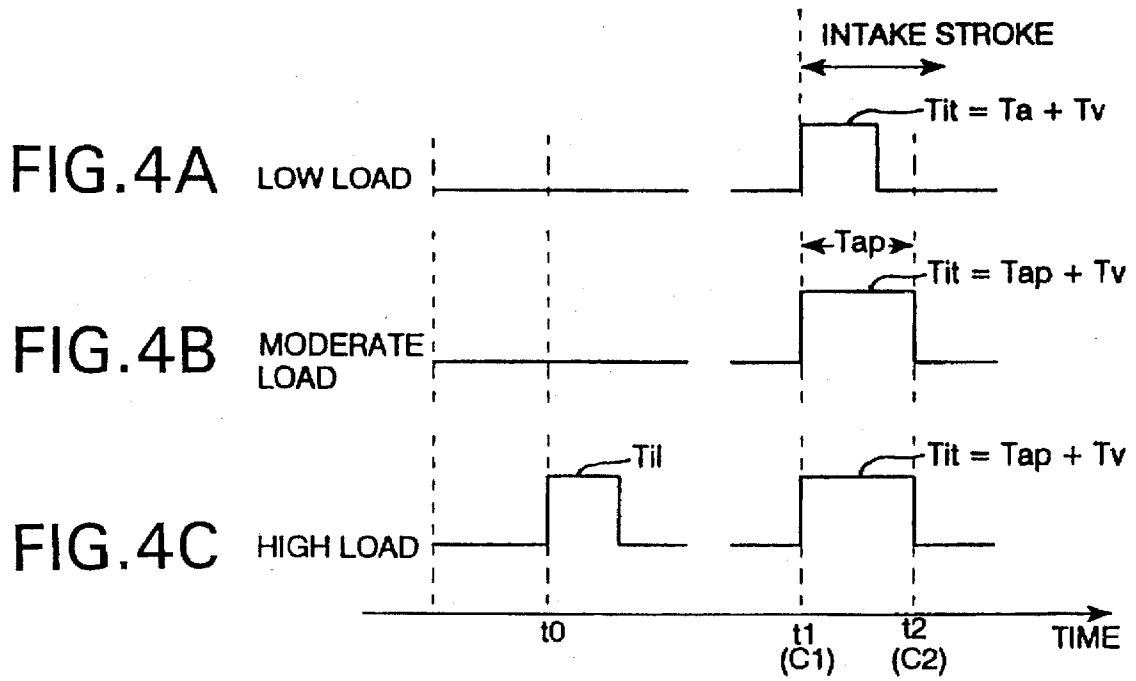 INTAKE STROKE
Tit = Ta + Tv
FIG.4A LOW LOAD
Tap
Tit = Tap + Tv
FIG.4B MODERATE
LOAD
Til
Tit = Tap + Tv
FIG.4C HIGH LOAD
t0 t1 t2 TIME
(C1) (C2)